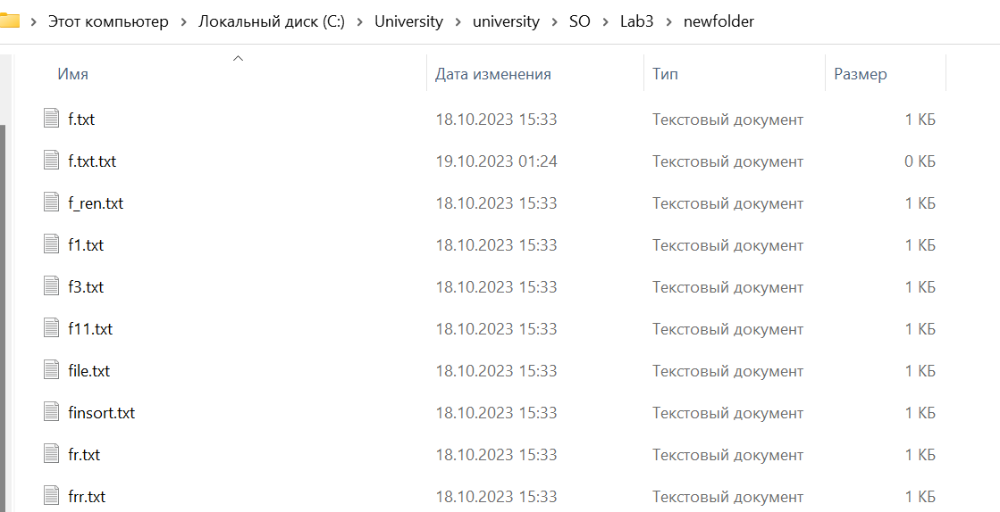 Этот компьютер > Локальный диск (C:) > University > university > SO > Lab3 > newfolder
Имя Дата изменения Тип Размер
f.txt 18.10.2023 15:33 Текстовый документ 1 КБ
f.txt.txt 19.10.2023 01:24 Текстовый документ 0 КБ
f_ren.txt 18.10.2023 15:33 Текстовый документ 1 КБ
f1.txt 18.10.2023 15:33 Текстовый документ 1 КБ
f3.txt 18.10.2023 15:33 Текстовый документ 1 КБ
f11.txt 18.10.2023 15:33 Текстовый документ 1 КБ
file.txt 18.10.2023 15:33 Текстовый документ 1 КБ
finsort.txt 18.10.2023 15:33 Текстовый документ 1 КБ
fr.txt 18.10.2023 15:33 Текстовый документ 1 КБ
frr.txt 18.10.2023 15:33 Текстовый документ 1 КБ